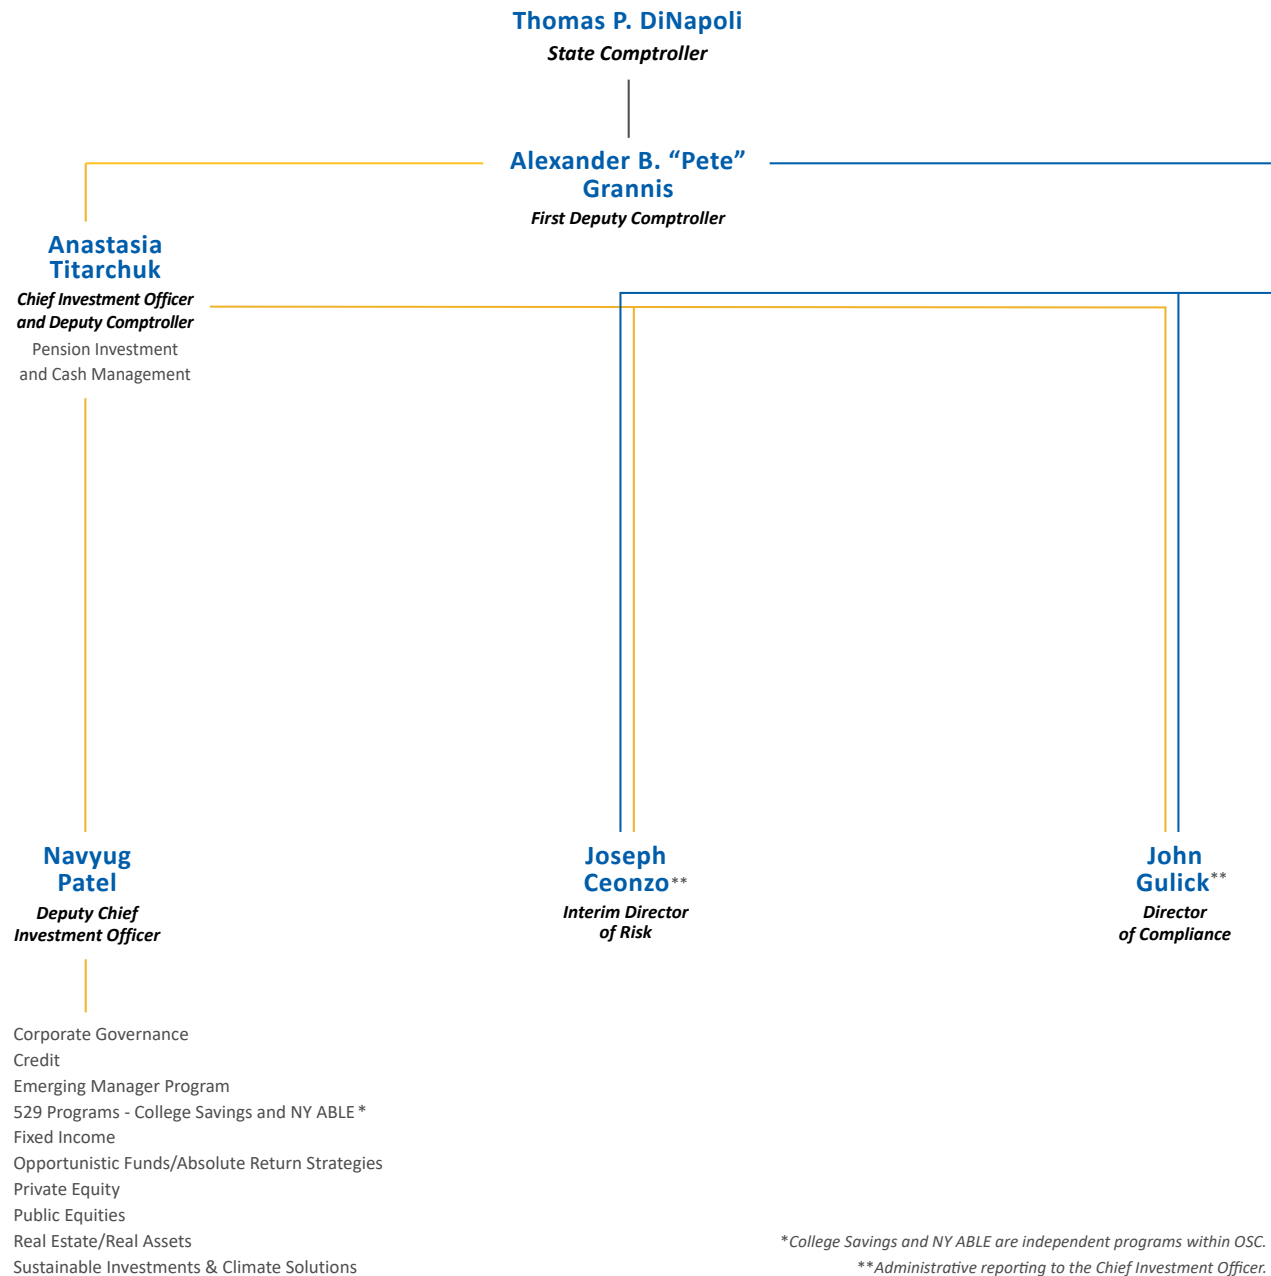 Thomas P. DiNapoli
State Comptroller
Alexander B. “Pete”
Grannis
First Deputy Comptroller
Anastasia
Titarchuk
Chief Investment Officer
and Deputy Comptroller
Pension Investment
and Cash Management
Navyug
Patel
Deputy Chief
Investment Officer
Joseph
Ceonzo**
Interim Director
of Risk
John
Gulick**
Director
of Compliance
Corporate Governance
Credit
Emerging Manager Program
529 Programs - College Savings and NY ABLE*
Fixed Income
Opportunistic Funds/Absolute Return Strategies
Private Equity
Public Equities
Real Estate/Real Assets
Sustainable Investments & Climate Solutions
*College Savings and NY ABLE are independent programs within OSC.
**Administrative reporting to the Chief Investment Officer.